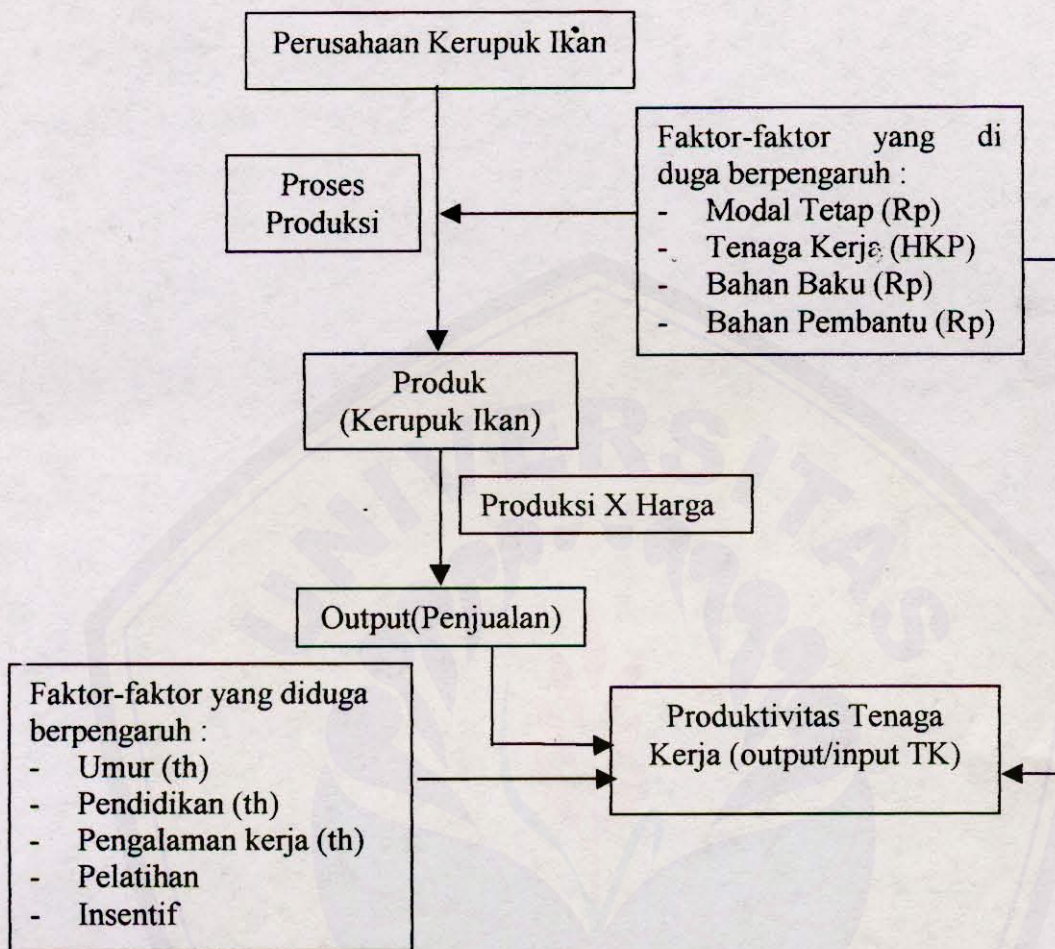 Perusahaan Kerupuk Ikan
Proses
Produksi
Faktor-faktor yang di
duga berpengaruh :
- Modal Tetap (Rp)
- Tenaga Kerja (HKP)
- Bahan Baku (Rp)
- Bahan Pembantu (Rp)
Produk
(Kerupuk Ikan)
Produksi X Harga
Output(Penjualan)
Faktor-faktor yang diduga
berpengaruh :
- Umur (th)
- Pendidikan (th)
- Pengalaman kerja (th)
- Pelatihan
- Insentif
Produktivitas Tenaga
Kerja (output/input TK)
UNIVERSITAS